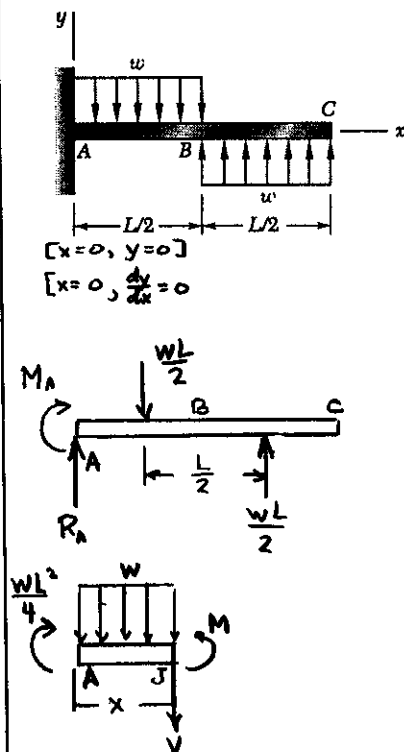 y
w
C
A B x
L/2 L/2
w
[x=0, y=0]
[x=0, dy/dx=0
wL/2
M_A
B C
A
L/2
R_A
wL/2
wL²/4
w
M
A J
x
V